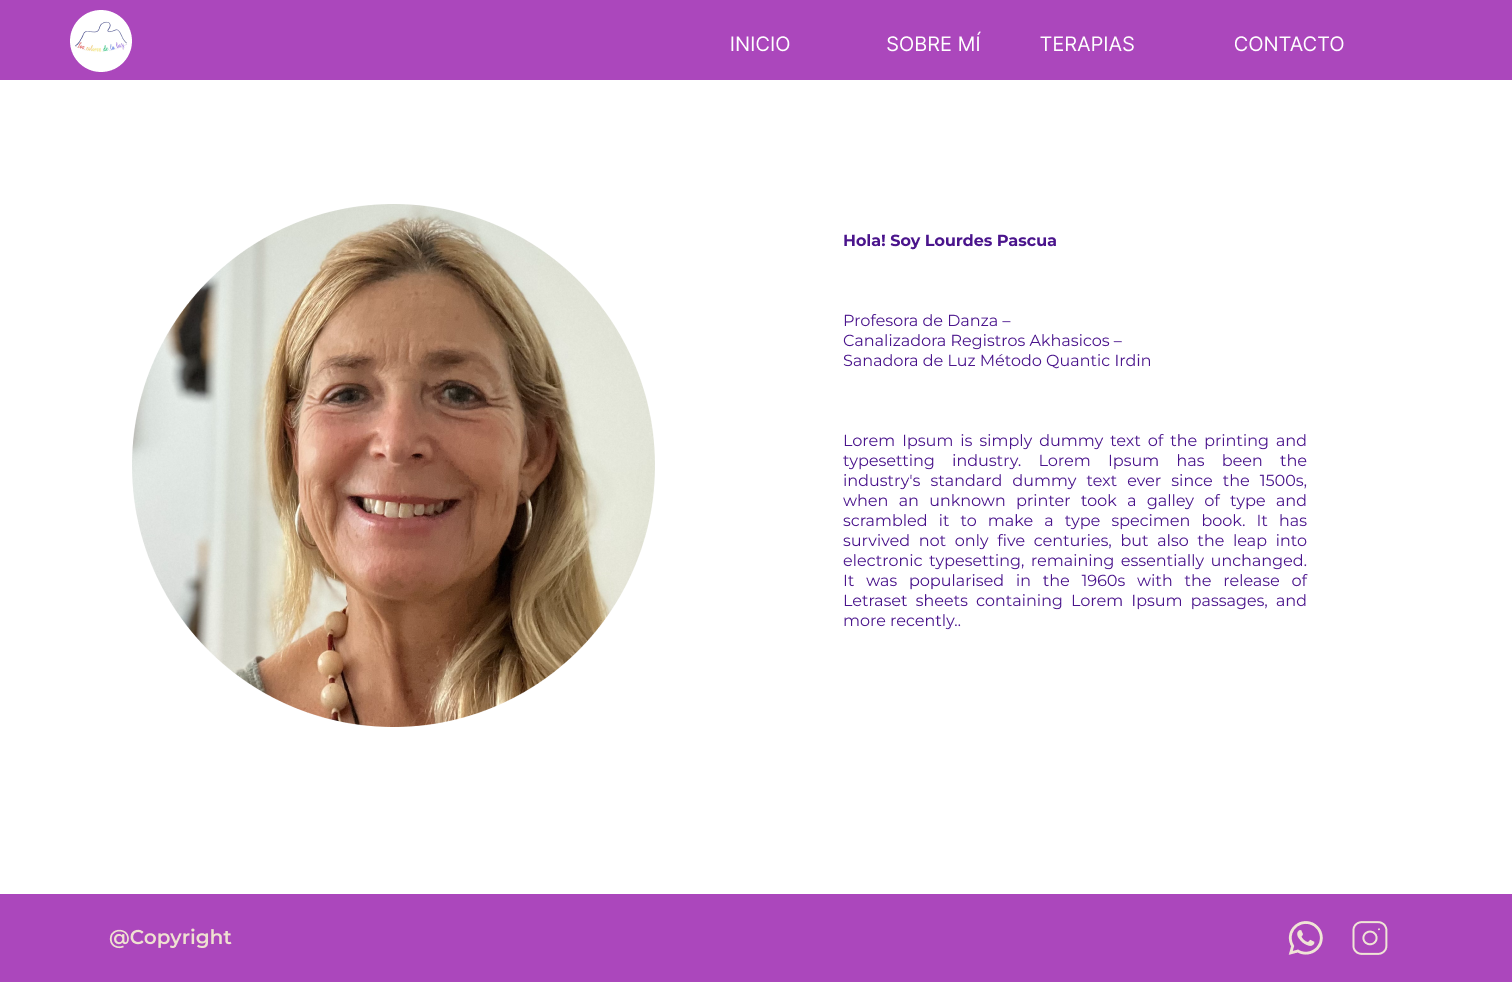 Los colores de la luz
INICIO SOBRE MÍ TERAPIAS CONTACTO
Hola! Soy Lourdes Pascua
Profesora de Danza –
Canalizadora Registros Akhasicos –
Sanadora de Luz Método Quantic Irdin
Lorem Ipsum is simply dummy text of the printing and
typesetting industry. Lorem Ipsum has been the
industry's standard dummy text ever since the 1500s,
when an unknown printer took a galley of type and
scrambled it to make a type specimen book. It has
survived not only five centuries, but also the leap into
electronic typesetting, remaining essentially unchanged.
It was popularised in the 1960s with the release of
Letraset sheets containing Lorem Ipsum passages, and
more recently..
@Copyright